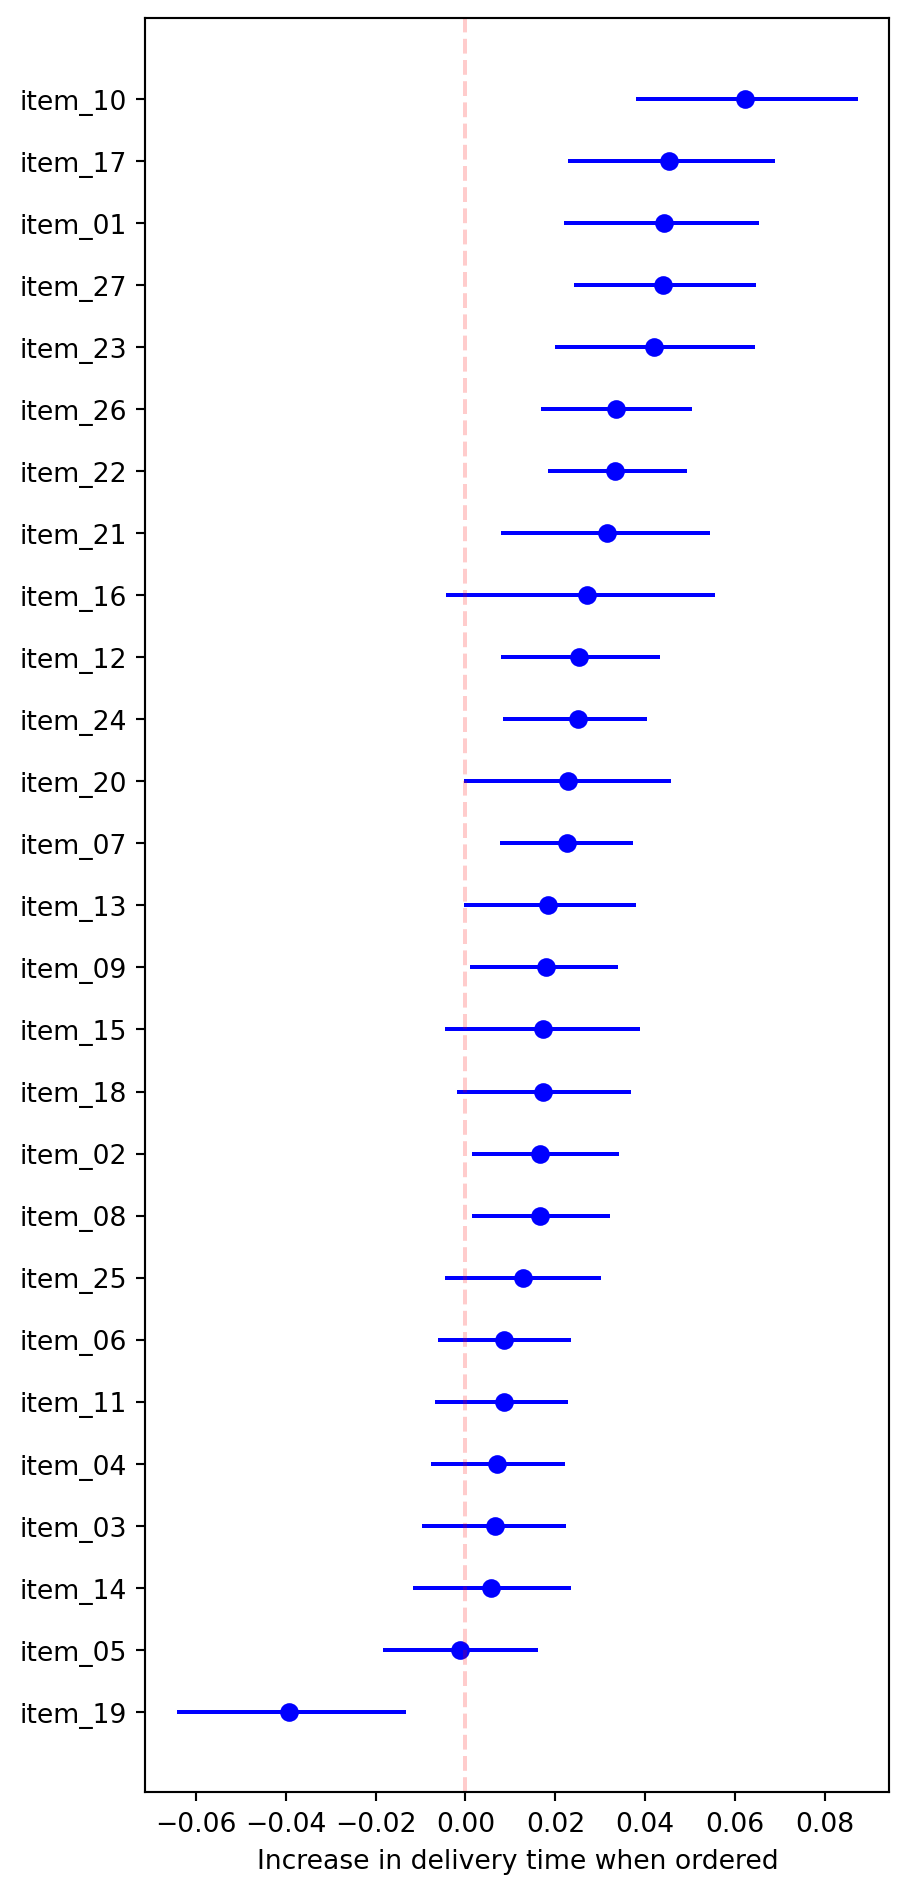 item_10
item_17
item_01
item_27
item_23
item_26
item_22
item_21
item_16
item_12
item_24
item_20
item_07
item_13
item_09
item_15
item_18
item_02
item_08
item_25
item_06
item_11
item_04
item_03
item_14
item_05
item_19
−0.06 −0.04 −0.02 0.00 0.02 0.04 0.06 0.08
Increase in delivery time when ordered